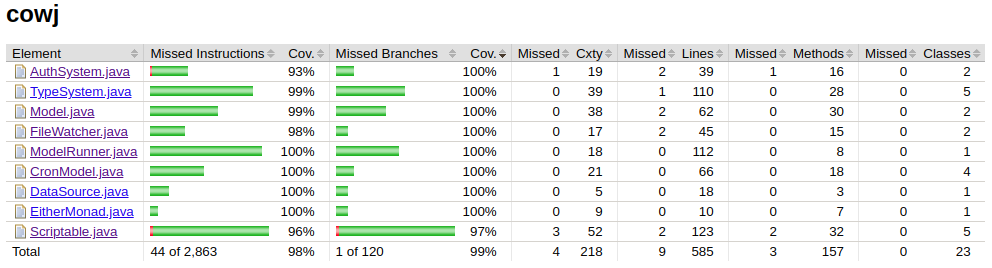 cowj
Element Missed Instructions Cov. Missed Branches Cov. Missed Cxty Missed Lines Missed Methods Missed Classes
AuthSystem.java 93% 100% 1 19 2 39 1 16 0 2
TypeSystem.java 99% 100% 0 39 1 110 0 28 0 5
Model.java 99% 100% 0 38 2 62 0 30 0 2
FileWatcher.java 98% 100% 0 17 2 45 0 15 0 2
ModelRunner.java 100% 100% 0 18 0 112 0 8 0 1
CronModel.java 100% 100% 0 21 0 66 0 18 0 4
DataSource.java 100% 100% 0 5 0 18 0 3 0 1
EitherMonad.java 100% 100% 0 9 0 10 0 7 0 1
Scriptable.java 96% 97% 3 52 2 123 2 32 0 5
Total 44 of 2,863 98% 1 of 120 99% 4 218 9 585 3 157 0 23